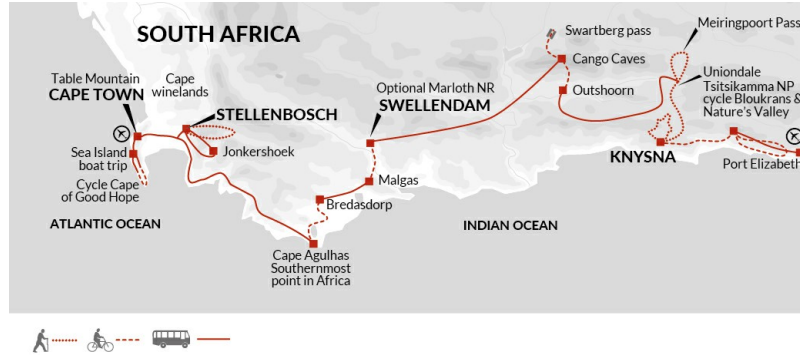 SOUTH AFRICA
Table Mountain
CAPE TOWN
Cape
winelands
STELLENBOSCH
Jonkershoek
Sea Island
boat trip
Cycle Cape
of Good Hope
ATLANTIC OCEAN
Cape Agulhas
Southernmost
point in Africa
Bredasdorp
Malgas
Optional Marloth NR
SWELLENDAM
INDIAN OCEAN
Swartberg pass
Cango Caves
Outshoorn
Meiringpoort Pass
Uniondale
Tsitsikamma NP
cycle Bloukrans &
Nature's Valley
KNYSNA
Port Elizabeth